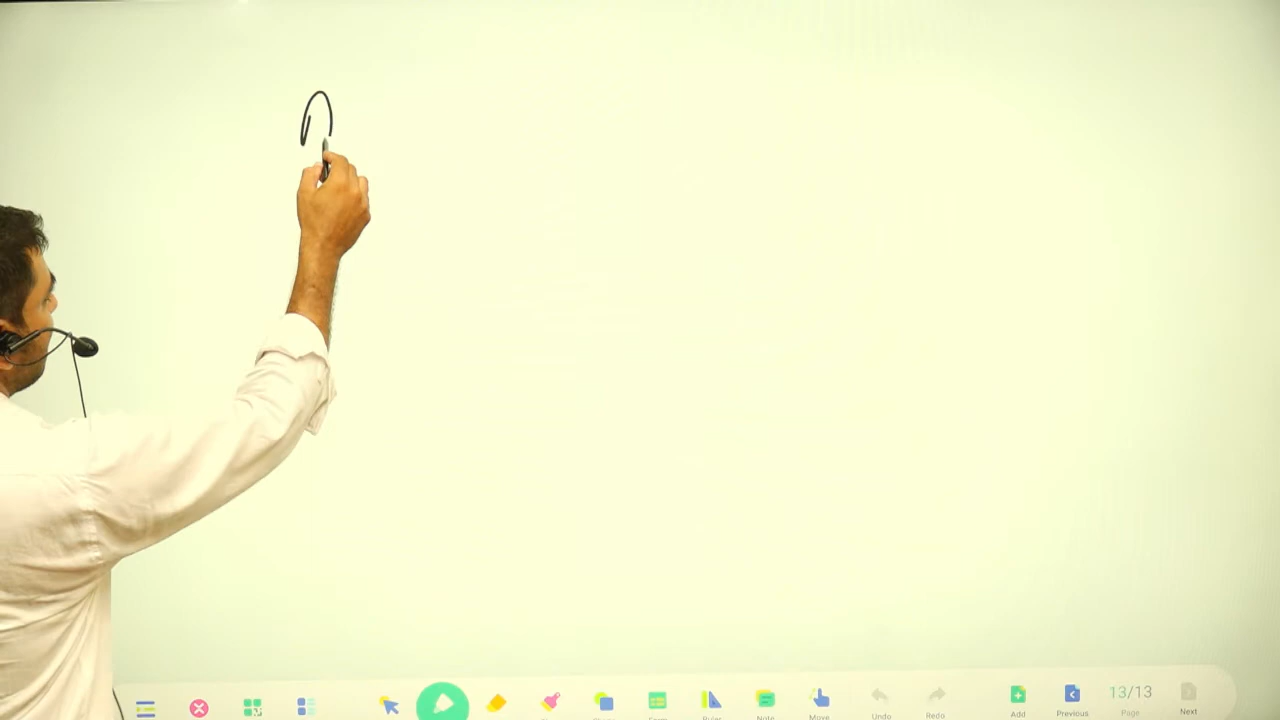 13/13
Add
Previous
Page
Next
Ruler
Note
Move
Undo
Redo